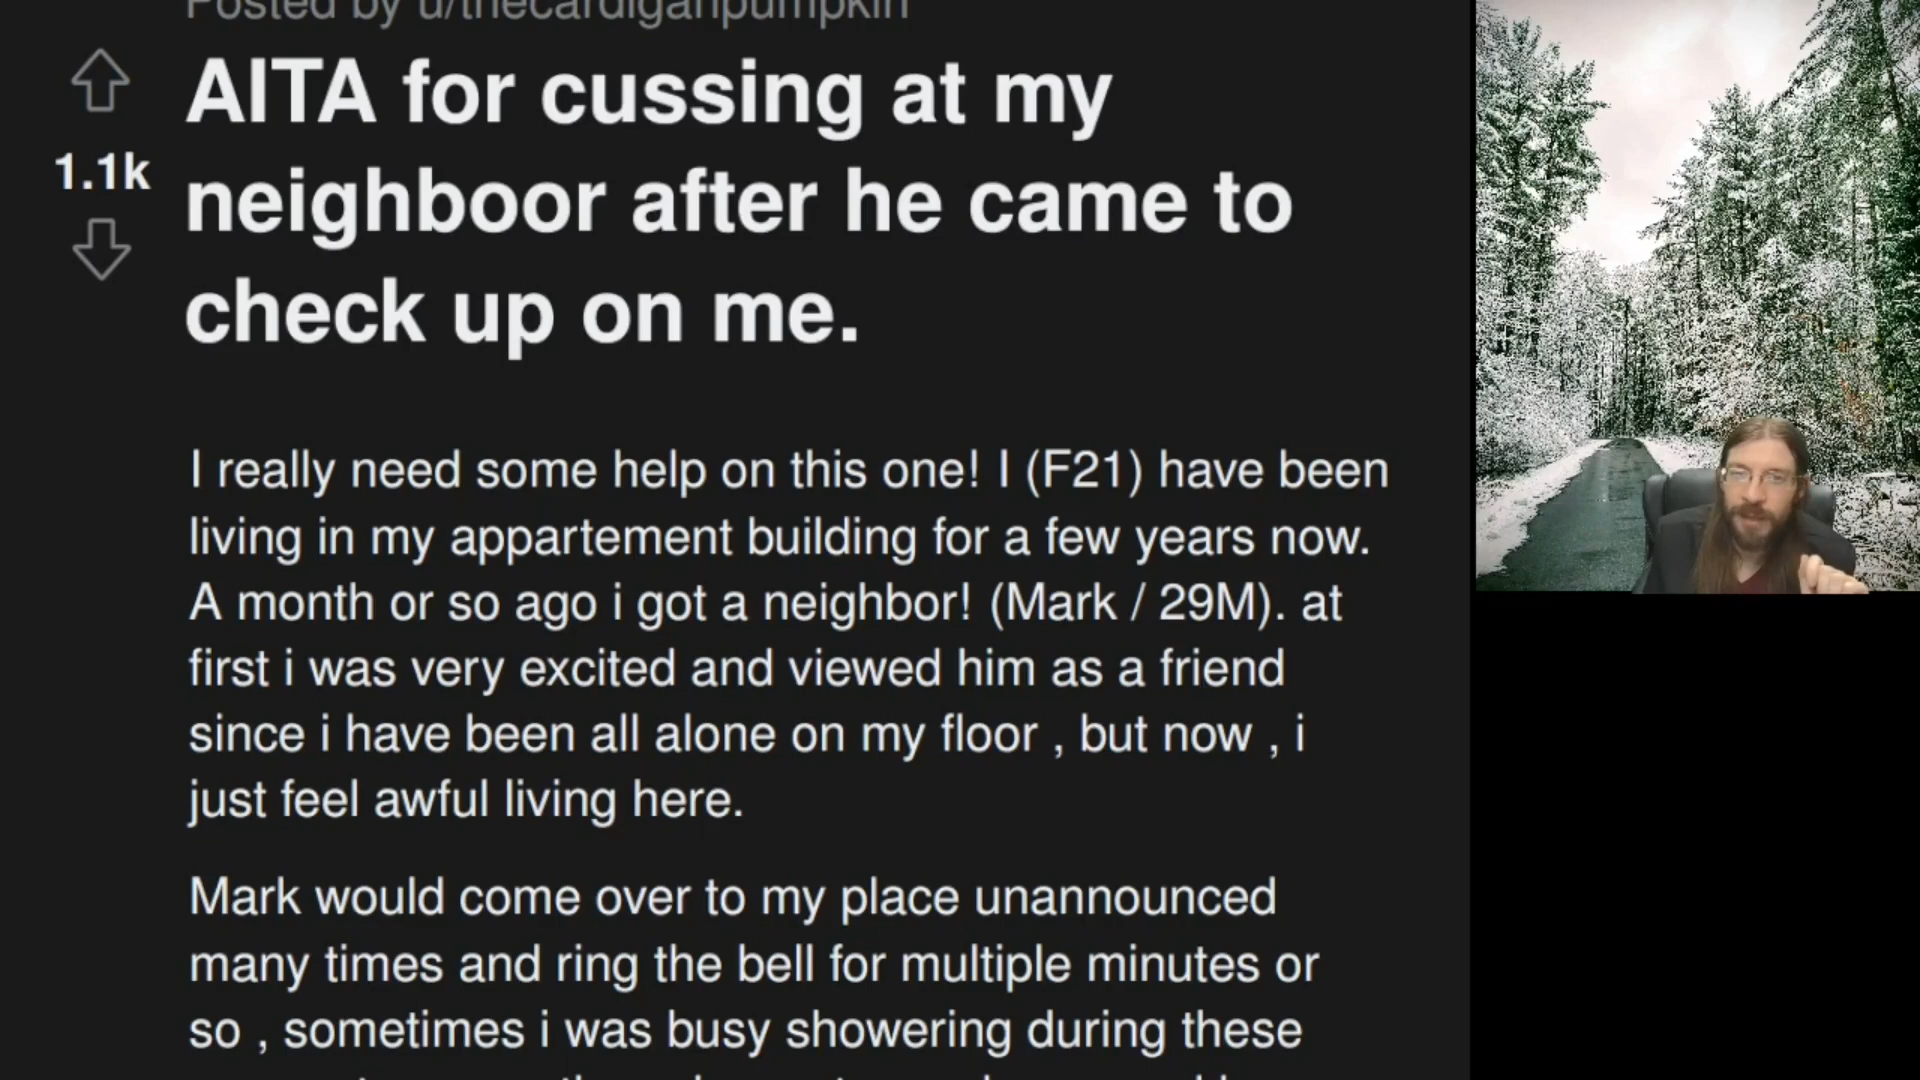 Posted by u/thecardiganpumpkin
AITA for cussing at my
1.1k
neighboor after he came to
check up on me.
I really need some help on this one! I (F21) have been
living in my appartement building for a few years now.
A month or so ago i got a neighbor! (Mark / 29M). at
first i was very excited and viewed him as a friend
since i have been all alone on my floor , but now , i
just feel awful living here.
Mark would come over to my place unannounced
many times and ring the bell for multiple minutes or
so , sometimes i was busy showering during these